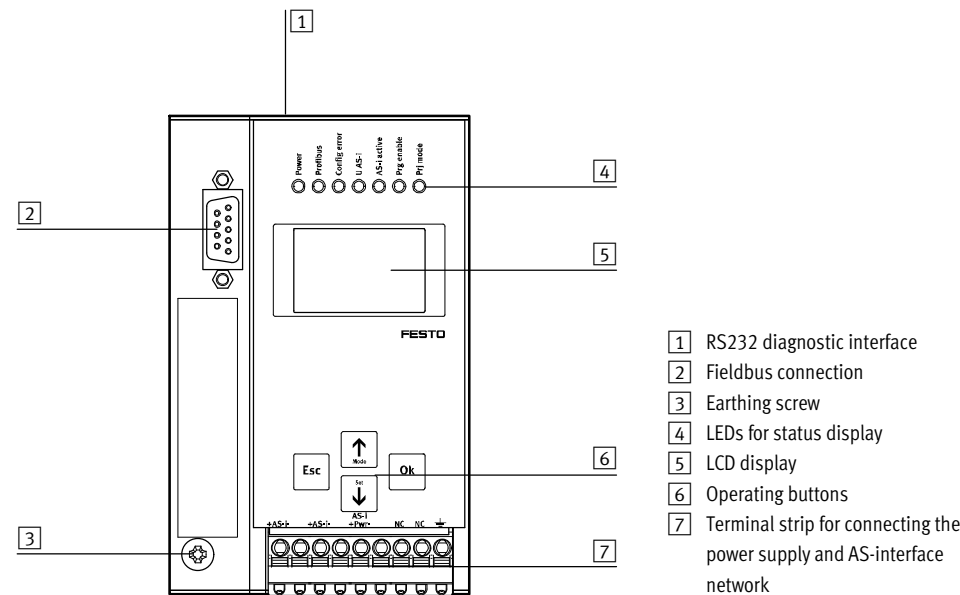 1
Power
Profibus
Config error
U AS-i
AS-i active
Prg enable
Prj mode
4
2
5
FESTO
1 RS232 diagnostic interface
2 Fieldbus connection
3 Earthing screw
4 LEDs for status display
5 LCD display
6 Operating buttons
7 Terminal strip for connecting the
power supply and AS-interface
network
Mode
Esc
Ok
6
Set
AS-i
+AS-i- +AS-i- +Pwr- NC NC
3
7